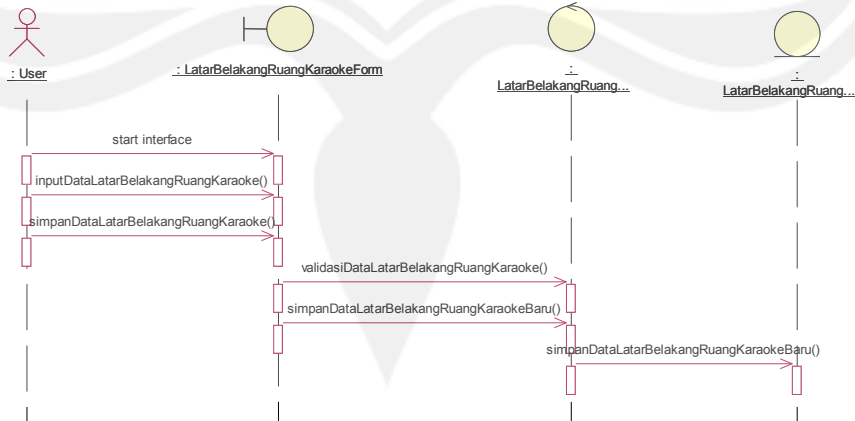 : User
: LatarBelakangRuangKaraokeForm
:
LatarBelakangRuang...
:
LatarBelakangRuang...
start interface
inputDataLatarBelakangRuangKaraoke()
simpanDataLatarBelakangRuangKaraoke()
validasiDataLatarBelakangRuangKaraoke()
simpanDataLatarBelakangRuangKaraokeBaru()
simpanDataLatarBelakangRuangKaraokeBaru()